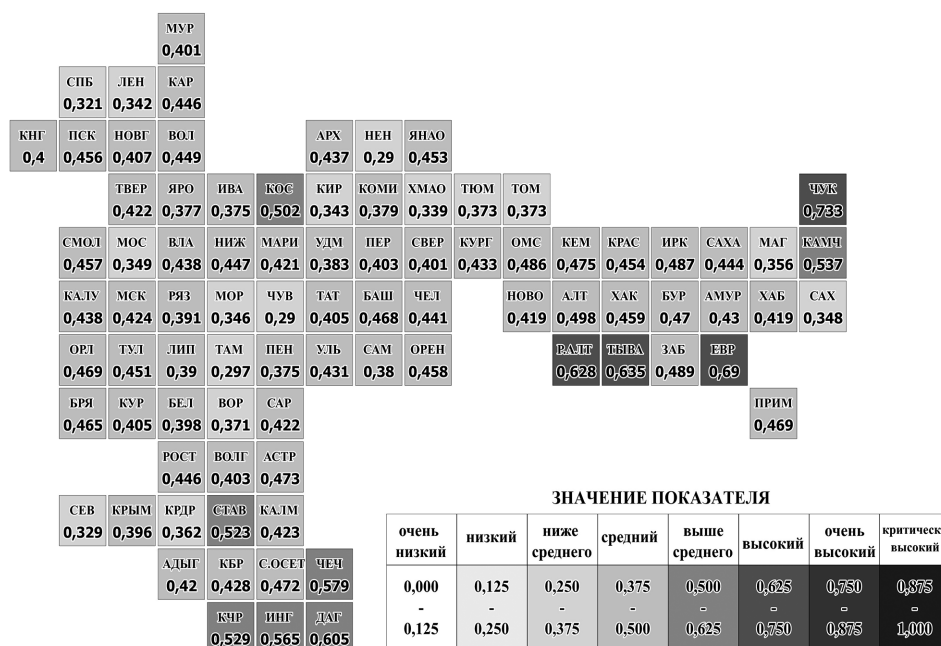 МУР
0,401
СПБ ЛЕН КАР
0,321 0,342 0,446
КНГ ПСК НОВГ ВОЛ АРХ НЕН ЯНАО
0,4 0,456 0,407 0,449 0,437 0,29 0,453
ТВЕР ЯРО ИВА КОС КИР КОМИ ХМАО ТЮМ ТОМ ЧУК
0,422 0,377 0,375 0,502 0,343 0,379 0,339 0,373 0,373 0,733
СМОЛ МОС ВЛА НИЖ МАРИ УДМ ПЕР СВЕР КУРГ ОМС КЕМ КРАС ИРК САХА МАГ КАМЧ
0,457 0,349 0,438 0,447 0,421 0,383 0,403 0,401 0,433 0,486 0,475 0,454 0,487 0,444 0,356 0,537
КАЛУ МСК РЯЗ МОР ЧУВ ТАТ БАШ ЧЕЛ НОВО АЛТ ХАК БУР АМУР ХАБ САХ
0,438 0,424 0,391 0,346 0,29 0,405 0,468 0,441 0,419 0,498 0,459 0,47 0,43 0,419 0,348
ОРЛ ТУЛ ЛИП ТАМ ПЕН УЛЬ САМ ОРЕН Р.АЛТ ТЫВА ЗАБ ЕВР
0,469 0,451 0,39 0,297 0,375 0,431 0,38 0,458 0,628 0,635 0,489 0,69
БРЯ КУР БЕЛ ВОР САР ПРИМ
0,465 0,405 0,398 0,371 0,422 0,469
РОСТ ВОЛГ АСТР
0,446 0,403 0,473
СЕВ КРЫМ КРДР СТАВ КАЛМ
0,329 0,396 0,362 0,523 0,423
АДЫГ КБР С.ОСЕТ ЧЕЧ
0,42 0,428 0,472 0,579
КЧР ИНГ ДАГ
0,529 0,565 0,605
ЗНАЧЕНИЕ ПОКАЗАТЕЛЯ
очень низкий ниже средний выше высокий очень критическ
низкий среднего среднего высокий высокий
0,000 0,125 0,250 0,375 0,500 0,625 0,750 0,875
- - - - - - - -
0,125 0,250 0,375 0,500 0,625 0,750 0,875 1,000